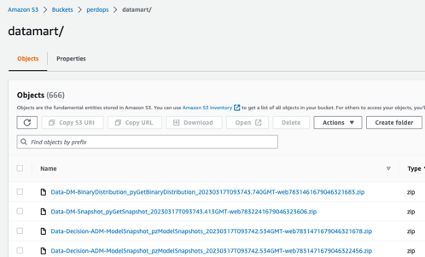 Amazon S3 > Buckets > perdops > datamart/
datamart/
Objects Properties
Objects (666)
Objects are the fundamental entities stored in Amazon S3. You can use Amazon S3 inventory to get a list of all objects in your bucket. For others to access your objects, you'll
Copy S3 URI Copy URL Download Open Delete Actions Create folder
Find objects by prefix
Name Type
Data-DM-BinaryDistribution_pyGetBinaryDistribution_20230317T093743.740GMT-web7831461679046321683.zip zip
Data-DM-Snapshot_pyGetSnapshot_20230317T093743.413GMT-web7832241679046323606.zip zip
Data-Decision-ADM-ModelSnapshot_pzModelSnapshots_20230317T093742.534GMT-web7831471679046321678.zip zip
Data-Decision-ADM-ModelSnapshot_pzModelSnapshots_20230317T093742.534GMT-web7831471679046322456.zip zip